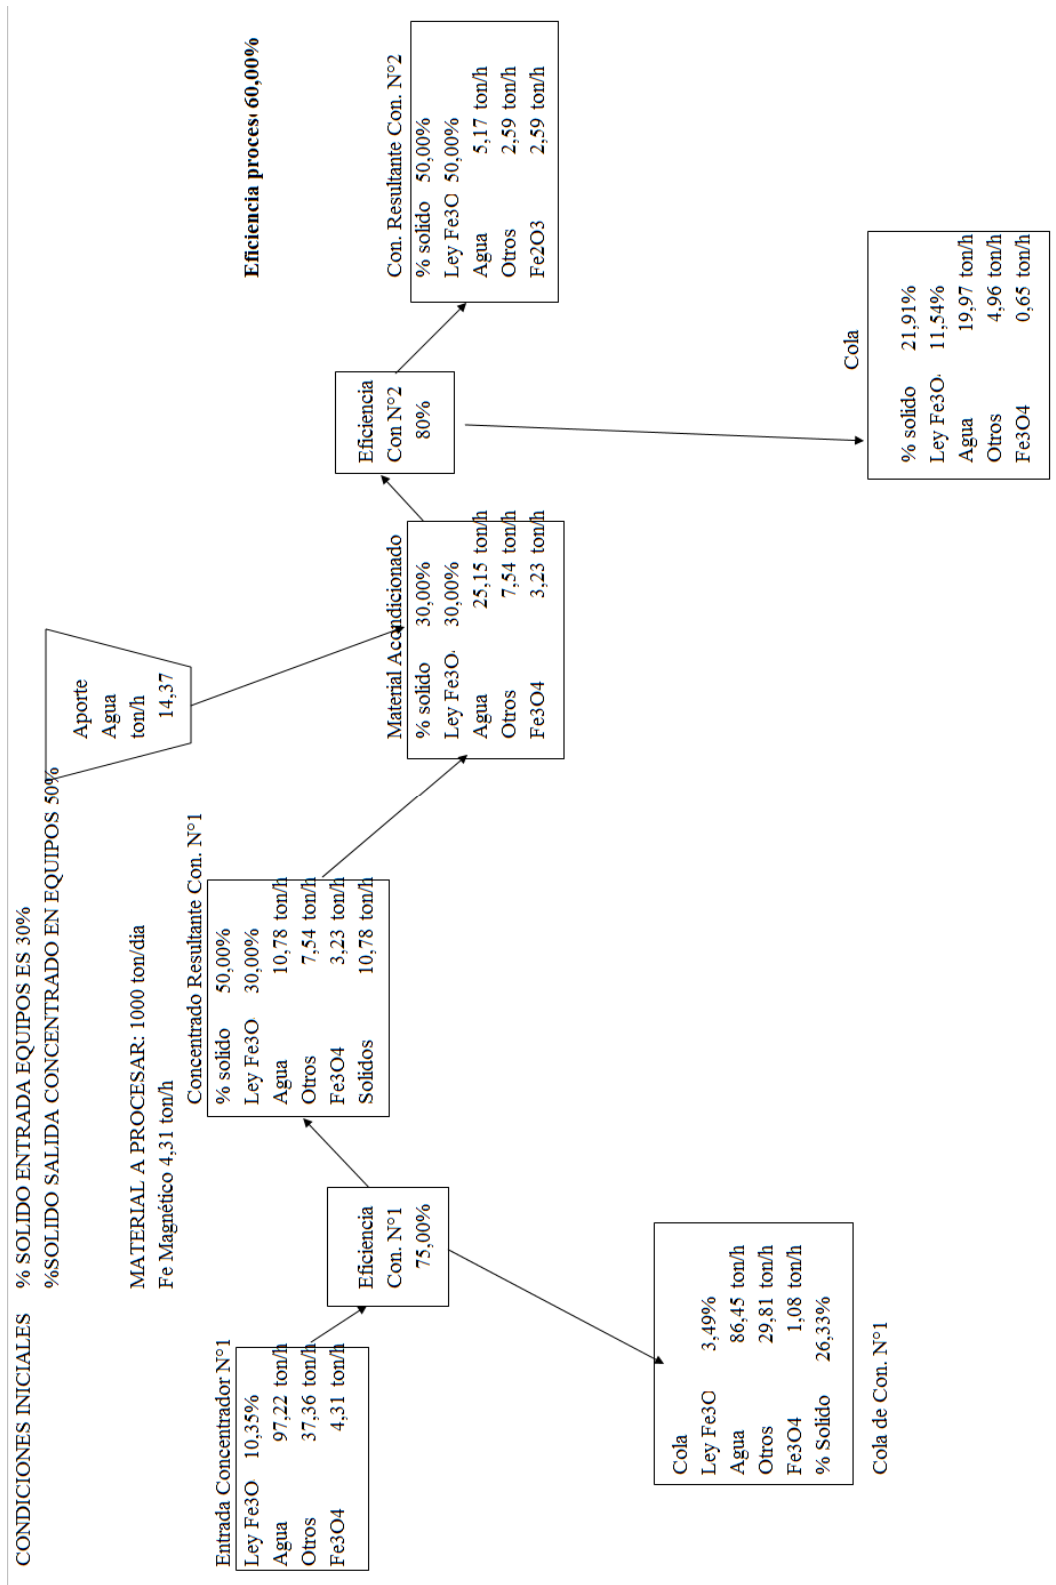 CONDICIONES INICIALES
% SOLIDO ENTRADA EQUIPOS ES 30%
%SOLIDO SALIDA CONCENTRADO EN EQUIPOS 50%
MATERIAL A PROCESAR: 1000 ton/dia
Fe Magnético 4,31 ton/h
Eficiencia proces 60,00%
Aporte
Agua
ton/h
14,37
Entrada Concentrador N°1
Ley Fe3O 10,35%
Agua 97,22 ton/h
Otros 37,36 ton/h
Fe3O4 4,31 ton/h
Eficiencia
Con. N°1
75,00%
Concentrado Resultante Con. N°1
% solido 50,00%
Ley Fe3O 30,00%
Agua 10,78 ton/h
Otros 7,54 ton/h
Fe3O4 3,23 ton/h
Solidos 10,78 ton/h
Material Acondicionado
% solido 30,00%
Ley Fe3O 30,00%
Agua 25,15 ton/h
Otros 7,54 ton/h
Fe3O4 3,23 ton/h
Eficiencia
Con N°2
80%
Con. Resultante Con. N°2
% solido 50,00%
Ley Fe3O 50,00%
Agua 5,17 ton/h
Otros 2,59 ton/h
Fe2O3 2,59 ton/h
Cola
Ley Fe3O 3,49%
Agua 86,45 ton/h
Otros 29,81 ton/h
Fe3O4 1,08 ton/h
% Solido 26,33%
Cola de Con. N°1
Cola
% solido 21,91%
Ley Fe3O 11,54%
Agua 19,97 ton/h
Otros 4,96 ton/h
Fe3O4 0,65 ton/h